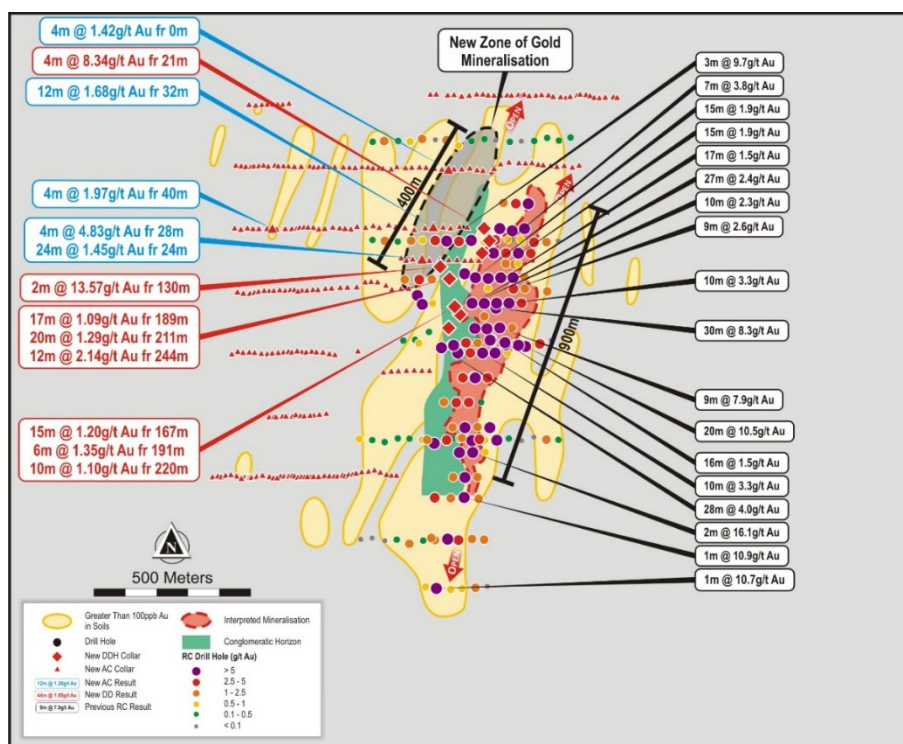 4m @ 1.42g/t Au fr 0m
4m @ 8.34g/t Au fr 21m
12m @ 1.68g/t Au fr 32m
4m @ 1.97g/t Au fr 40m
4m @ 4.83g/t Au fr 28m
24m @ 1.45g/t Au fr 24m
2m @ 13.57g/t Au fr 130m
17m @ 1.09g/t Au fr 189m
20m @ 1.29g/t Au fr 211m
12m @ 2.14g/t Au fr 244m
15m @ 1.20g/t Au fr 167m
6m @ 1.35g/t Au fr 191m
10m @ 1.10g/t Au fr 220m
New Zone of Gold
Mineralisation
OPEN
OPEN
400m
900m
OPEN
3m @ 9.7g/t Au
7m @ 3.8g/t Au
15m @ 1.9g/t Au
15m @ 1.9g/t Au
17m @ 1.5g/t Au
27m @ 2.4g/t Au
10m @ 2.3g/t Au
9m @ 2.6g/t Au
10m @ 3.3g/t Au
30m @ 8.3g/t Au
9m @ 7.9g/t Au
20m @ 10.5g/t Au
16m @ 1.5g/t Au
10m @ 3.3g/t Au
28m @ 4.0g/t Au
2m @ 16.1g/t Au
1m @ 10.9g/t Au
1m @ 10.7g/t Au
N
500 Meters
Greater Than 100ppb Au
in Soils
Drill Hole
New DDH Collar
New AC Collar
New AC Result
New DD Result
Previous RC Result
Interpreted Mineralisation
Conglomeratic Horizon
RC Drill Hole (g/t Au)
> 5
2.5 - 5
1 - 2.5
0.5 - 1
0.1 - 0.5
< 0.1